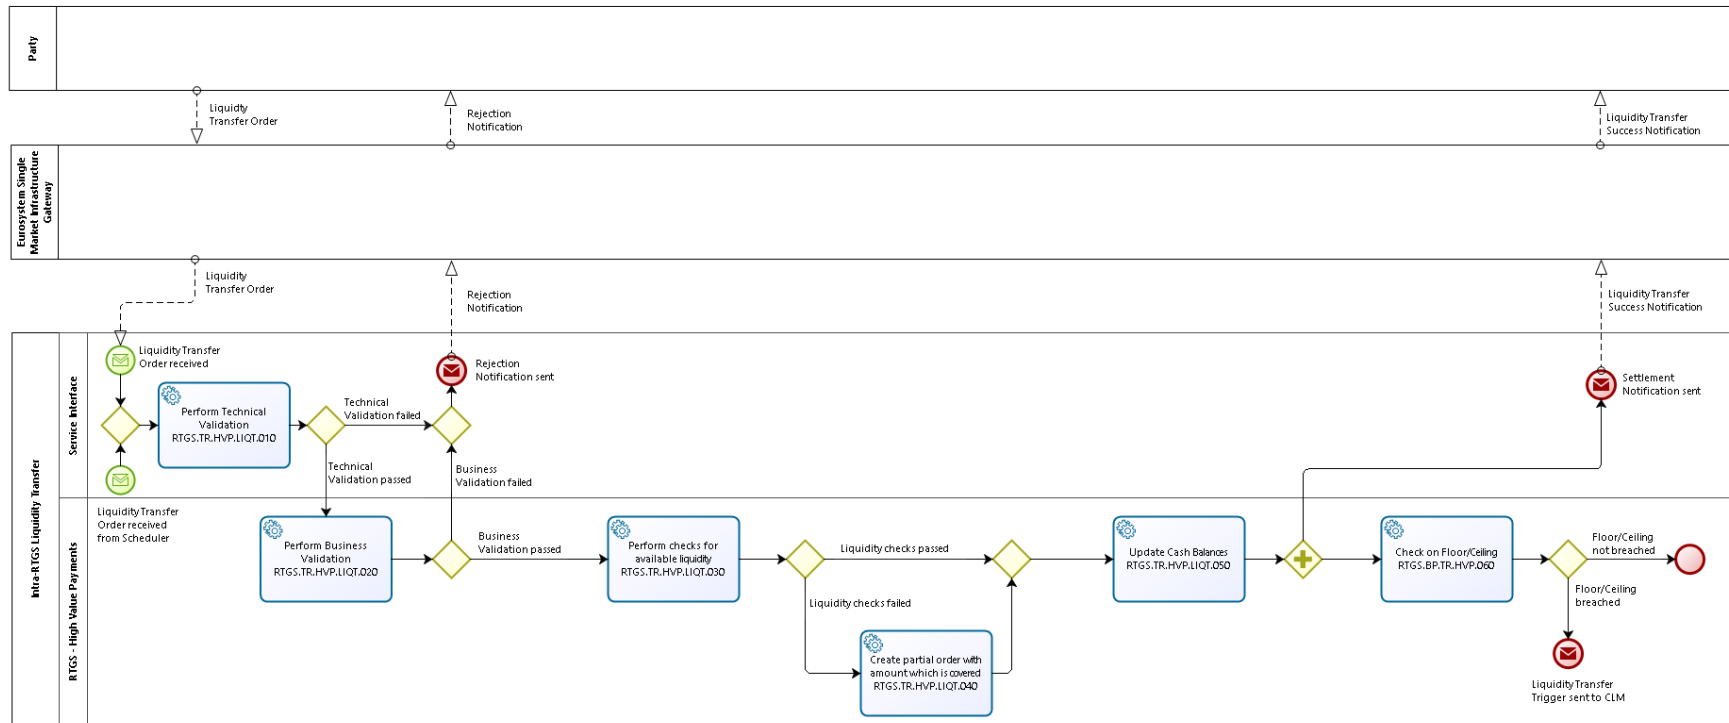 Party
Liquidty
Transfer Order
Rejection
Notification
Liquidity Transfer
Success Notification
Eurosystem Single
Market Infrastructure
Gateway
Liquidity
Transfer Order
Rejection
Notification
Liquidity Transfer
Success Notification
Intra-RTGS Liquidity Transfer
Service Interface
Liquidity Transfer
Order received
Rejection
Notification sent
Settlement
Notification sent
Perform Technical
Validation
RTGS.TR.HVP.LIQT.010
Technical
Validation failed
Technical
Validation passed
Business
Validation failed
Liquidity Transfer
Order received
from Scheduler
RTGS - High Value Payments
Perform Business
Validation
RTGS.TR.HVP.LIQT.020
Business
Validation passed
Perform checks for
available liquidity
RTGS.TR.HVP.LIQT.030
Liquidity checks passed
Liquidity checks failed
Create partial order with
amount which is covered
RTGS.TR.HVP.LIQT.040
Update Cash Balances
RTGS.TR.HVP.LIQT.050
Check on Floor/Ceiling
RTGS.BP.TR.HVP.060
Floor/Ceiling
not breached
Floor/Ceiling
breached
Liquidity Transfer
Trigger sent to CLM